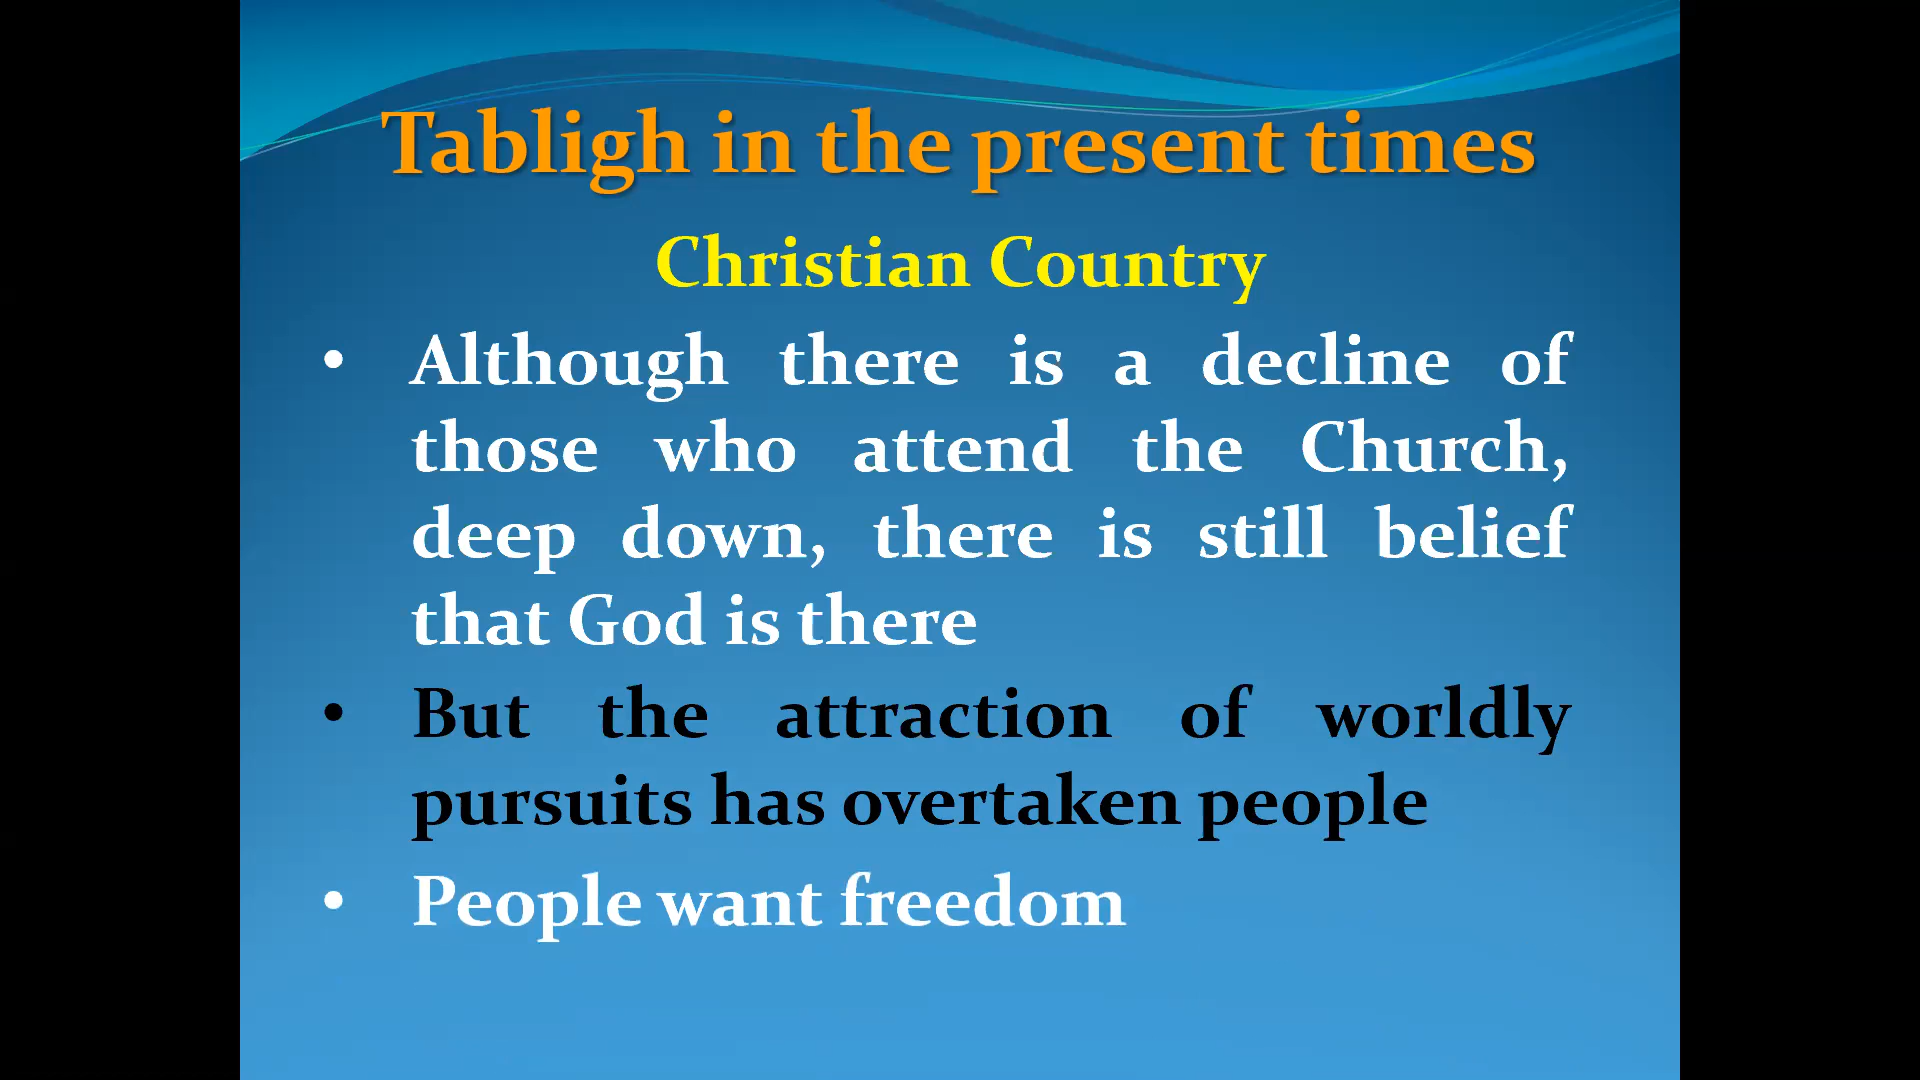 Tabligh in the present times
Christian Country
• Although there is a decline of
those who attend the Church,
deep down, there is still belief
that God is there
• But the attraction of worldly
pursuits has overtaken people
• People want freedom